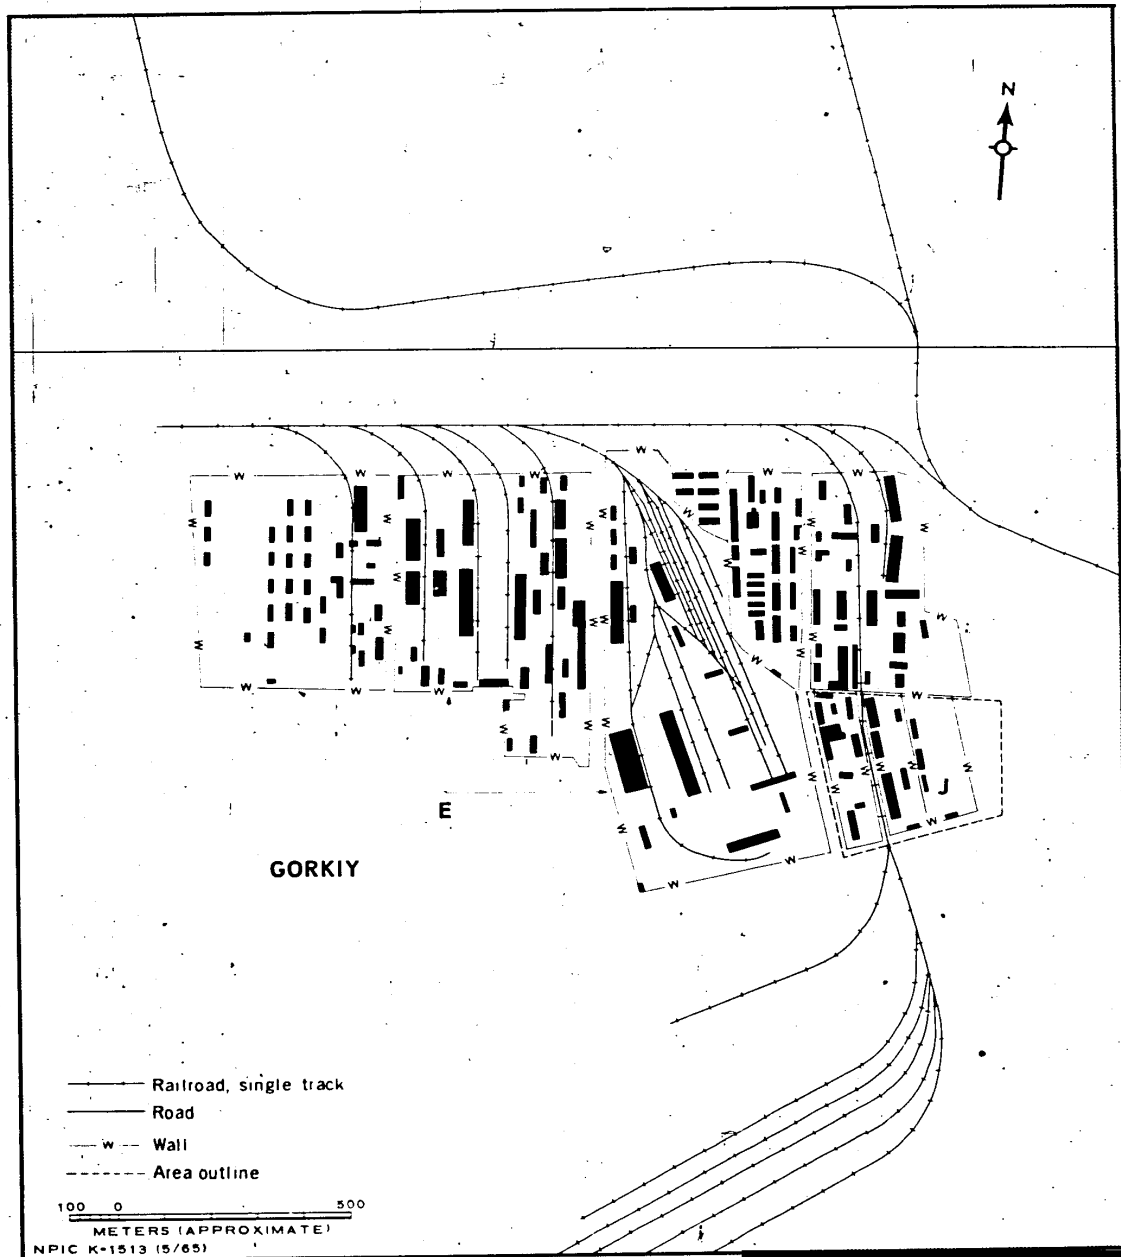 N
W W W W W W W
W W W W W
W W W W
W W W W
W W W W W
W W W W W W
W W W
E
J
W W W W
GORKIY
Railroad, single track
Road
W Wall
Area outline
100 0 500
METERS (APPROXIMATE)
NPIC K-1513 (5/65)